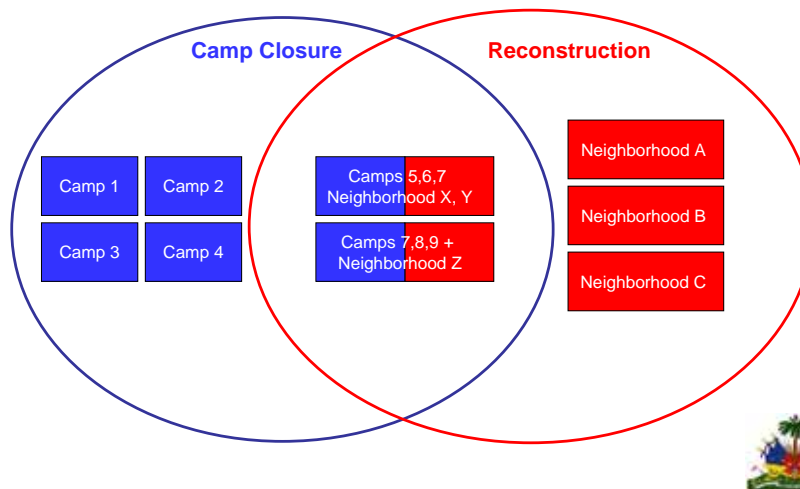 Camp Closure
Reconstruction
Camp 1
Camp 2
Camp 3
Camp 4
Camps 5,6,7
Neighborhood X, Y
Camps 7,8,9 +
Neighborhood Z
Neighborhood A
Neighborhood B
Neighborhood C